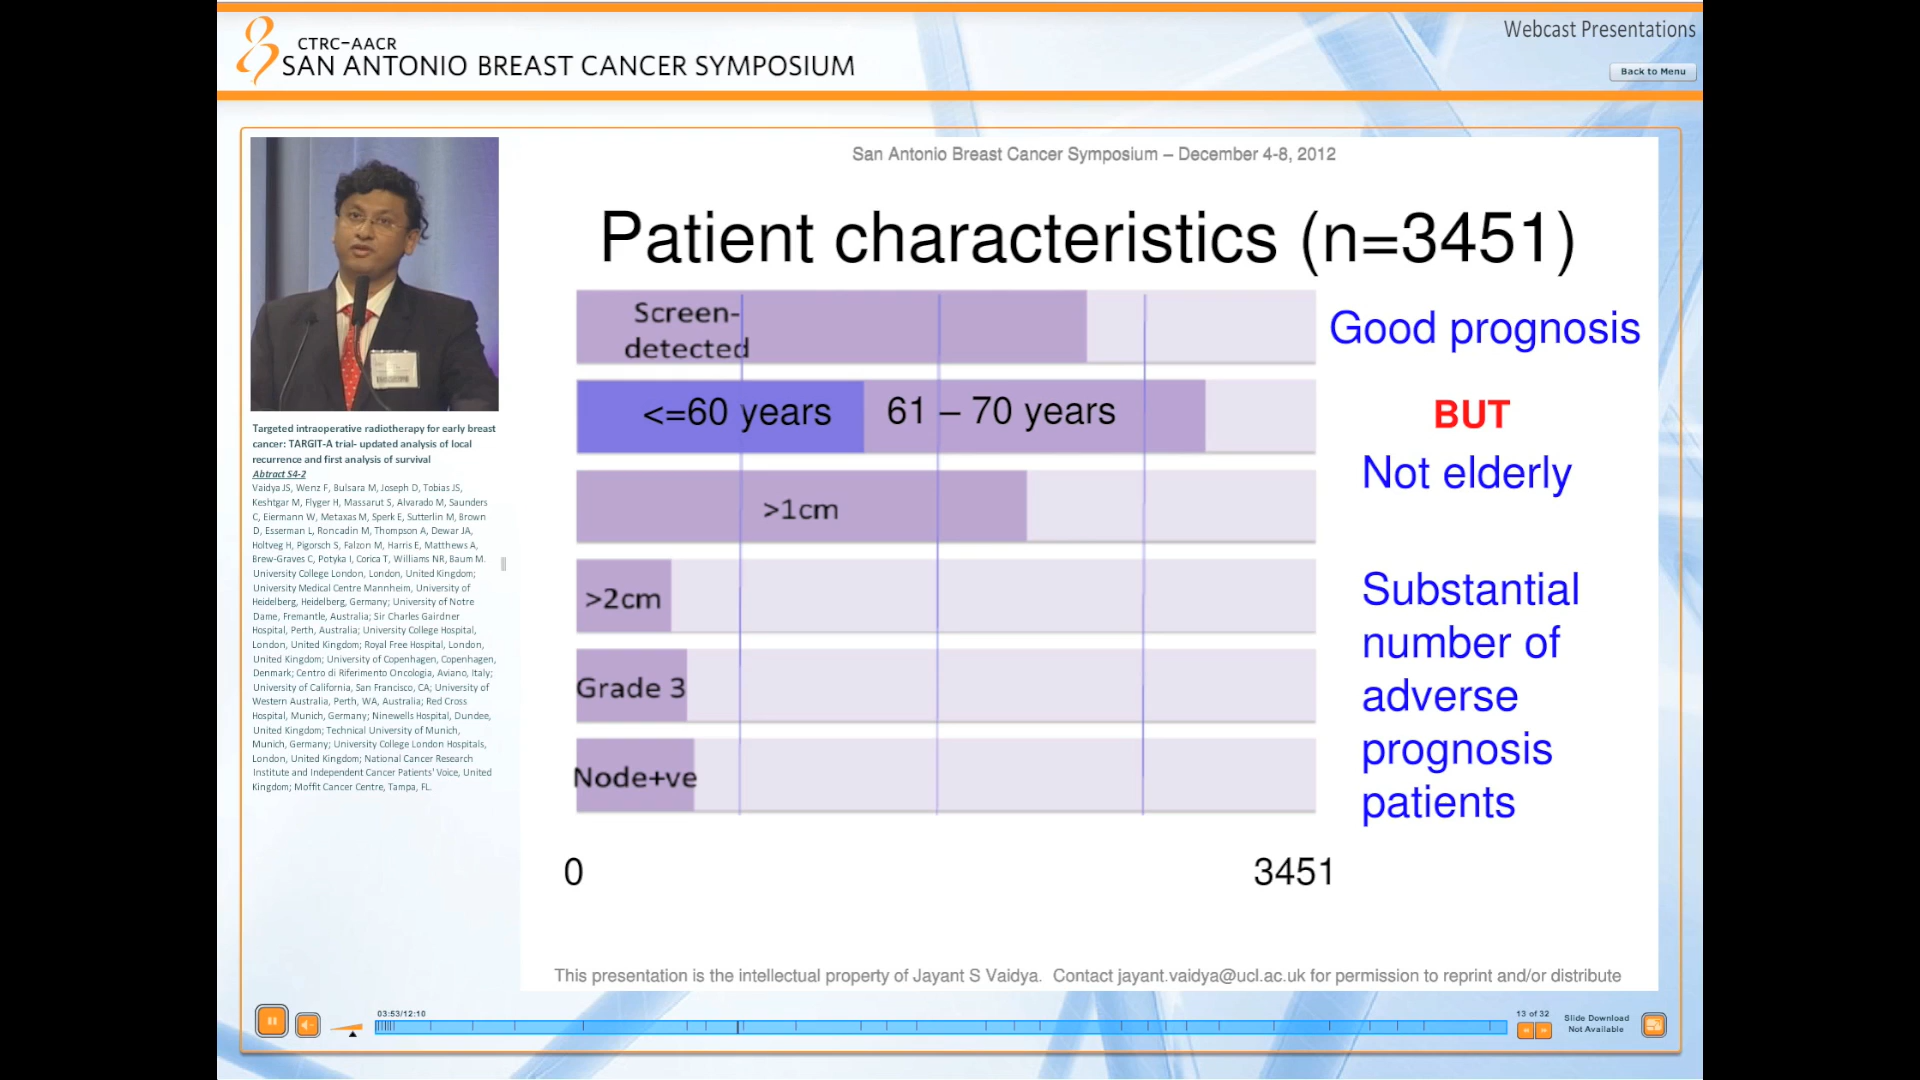 CTRC-AACR
SAN ANTONIO BREAST CANCER SYMPOSIUM
Webcast Presentations
Back to Menu
Targeted intraoperative radiotherapy for early breast
cancer: TARGIT-A trial- updated analysis of local
recurrence and first analysis of survival
Abtract S4-2
Vaidya JS, Wenz F, Bulsara M, Joseph D, Tobias JS,
Keshtgar M, Flyger H, Massarut S, Alvarado M, Saunders
C, Eiermann W, Metaxas M, Sperk E, Sutterlin M, Brown
D, Esserman L, Roncadin M, Thompson A, Dewar JA,
Holtveg H, Pigorsch S, Falzon M, Harris E, Matthews A,
Brew-Graves C, Potyka I, Corica T, Williams NR, Baum M.
University College London, London, United Kingdom;
University Medical Centre Mannheim, University of
Heidelberg, Heidelberg, Germany; University of Notre
Dame, Fremantle, Australia; Sir Charles Gairdner
Hospital, Perth, Australia; University College Hospital,
London, United Kingdom; Royal Free Hospital, London,
United Kingdom; University of Copenhagen, Copenhagen,
Denmark; Centro di Riferimento Oncologia, Aviano, Italy;
University of California, San Francisco, CA; University of
Western Australia, Perth, WA, Australia; Red Cross
Hospital, Munich, Germany; Ninewells Hospital, Dundee,
United Kingdom; Technical University of Munich,
Munich, Germany; University College London Hospitals,
London, United Kingdom; National Cancer Research
Institute and Independent Cancer Patients' Voice, United
Kingdom; Moffit Cancer Centre, Tampa, FL.
San Antonio Breast Cancer Symposium – December 4-8, 2012
Patient characteristics (n=3451)
Screen-
detected
Good prognosis
<=60 years 61 – 70 years
BUT
Not elderly
>1cm
>2cm
Grade 3
Node+ve
Substantial
number of
adverse
prognosis
patients
0 3451
This presentation is the intellectual property of Jayant S Vaidya. Contact jayant.vaidya@ucl.ac.uk for permission to reprint and/or distribute
03:53/12:10
13 of 32
Slide Download
Not Available